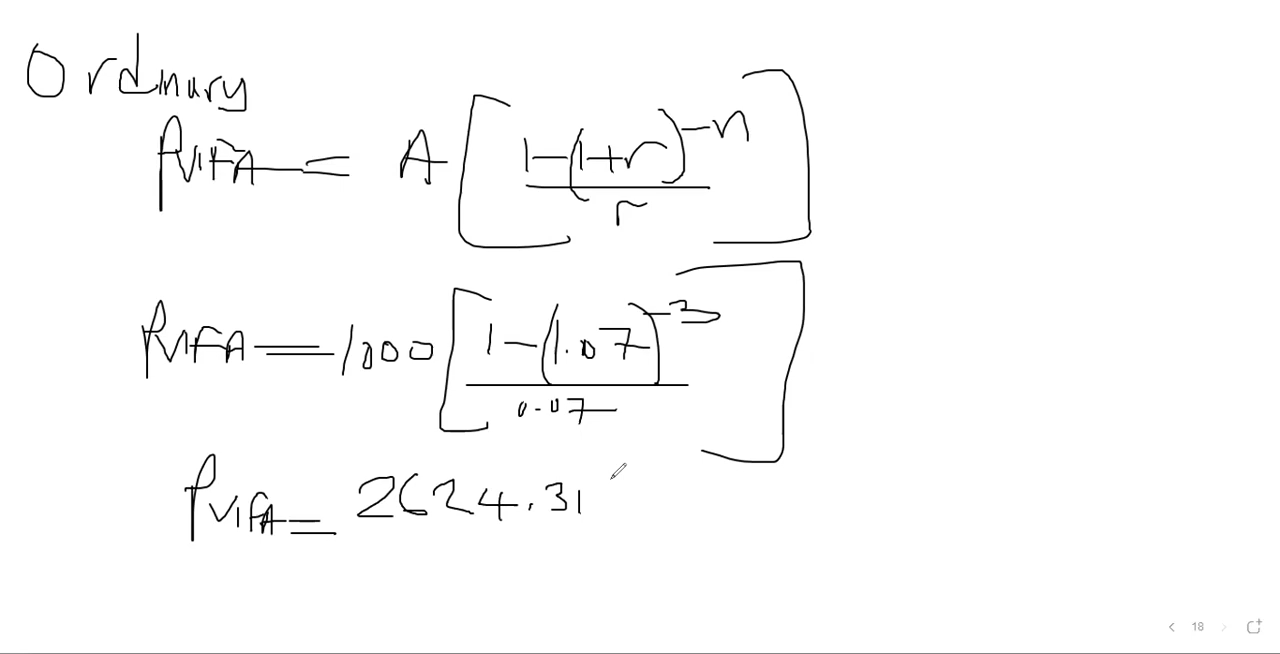 Ordinary
PVIFA = A [ 1-(1+r)^-n / r ]
PVIFA = 1000 [ 1-(1.07)^-3 / 0.07 ]
PVIFA = 2624.31
< 18 >